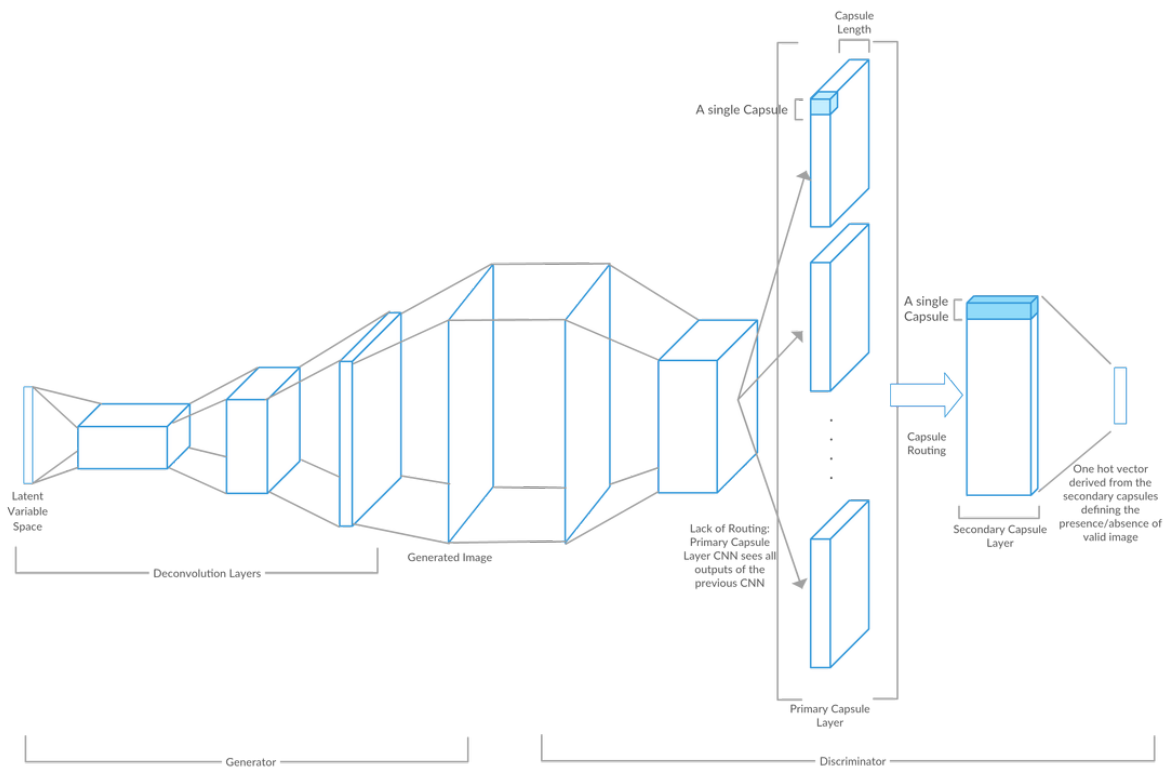 Capsule
Length
A single Capsule
A single
Capsule
Capsule
Routing
One hot vector
derived from the
secondary capsules
defining the
presence/absence of
valid image
Latent
Variable
Space
Lack of Routing:
Primary Capsule
Layer CNN sees all
outputs of the
previous CNN
Secondary Capsule
Layer
Generated Image
Deconvolution Layers
Primary Capsule
Layer
Generator
Discriminator